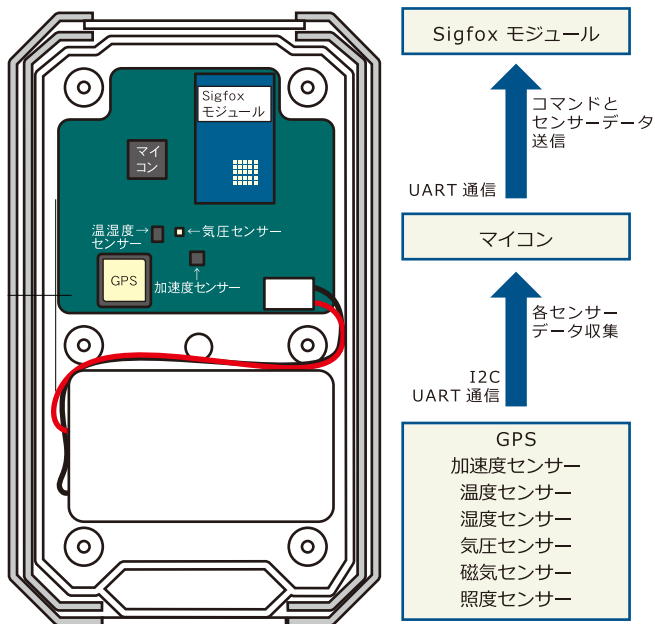 Sigfox
モジュール
マイ
コン
温湿度→
センサー
←気圧センサー
GPS
↑
加速度センサー
Sigfox モジュール
コマンドと
センサーデータ
送信
UART 通信
マイコン
各センサー
データ収集
I2C
UART 通信
GPS
加速度センサー
温度センサー
湿度センサー
気圧センサー
磁気センサー
照度センサー